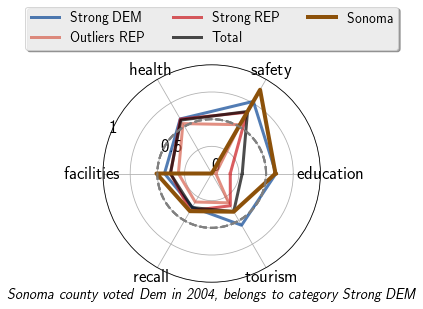 Strong DEM Strong REP Sonoma
Outliers REP Total
health safety
1
0.5
0
facilities education
recall tourism
Sonoma county voted Dem in 2004, belongs to category Strong DEM